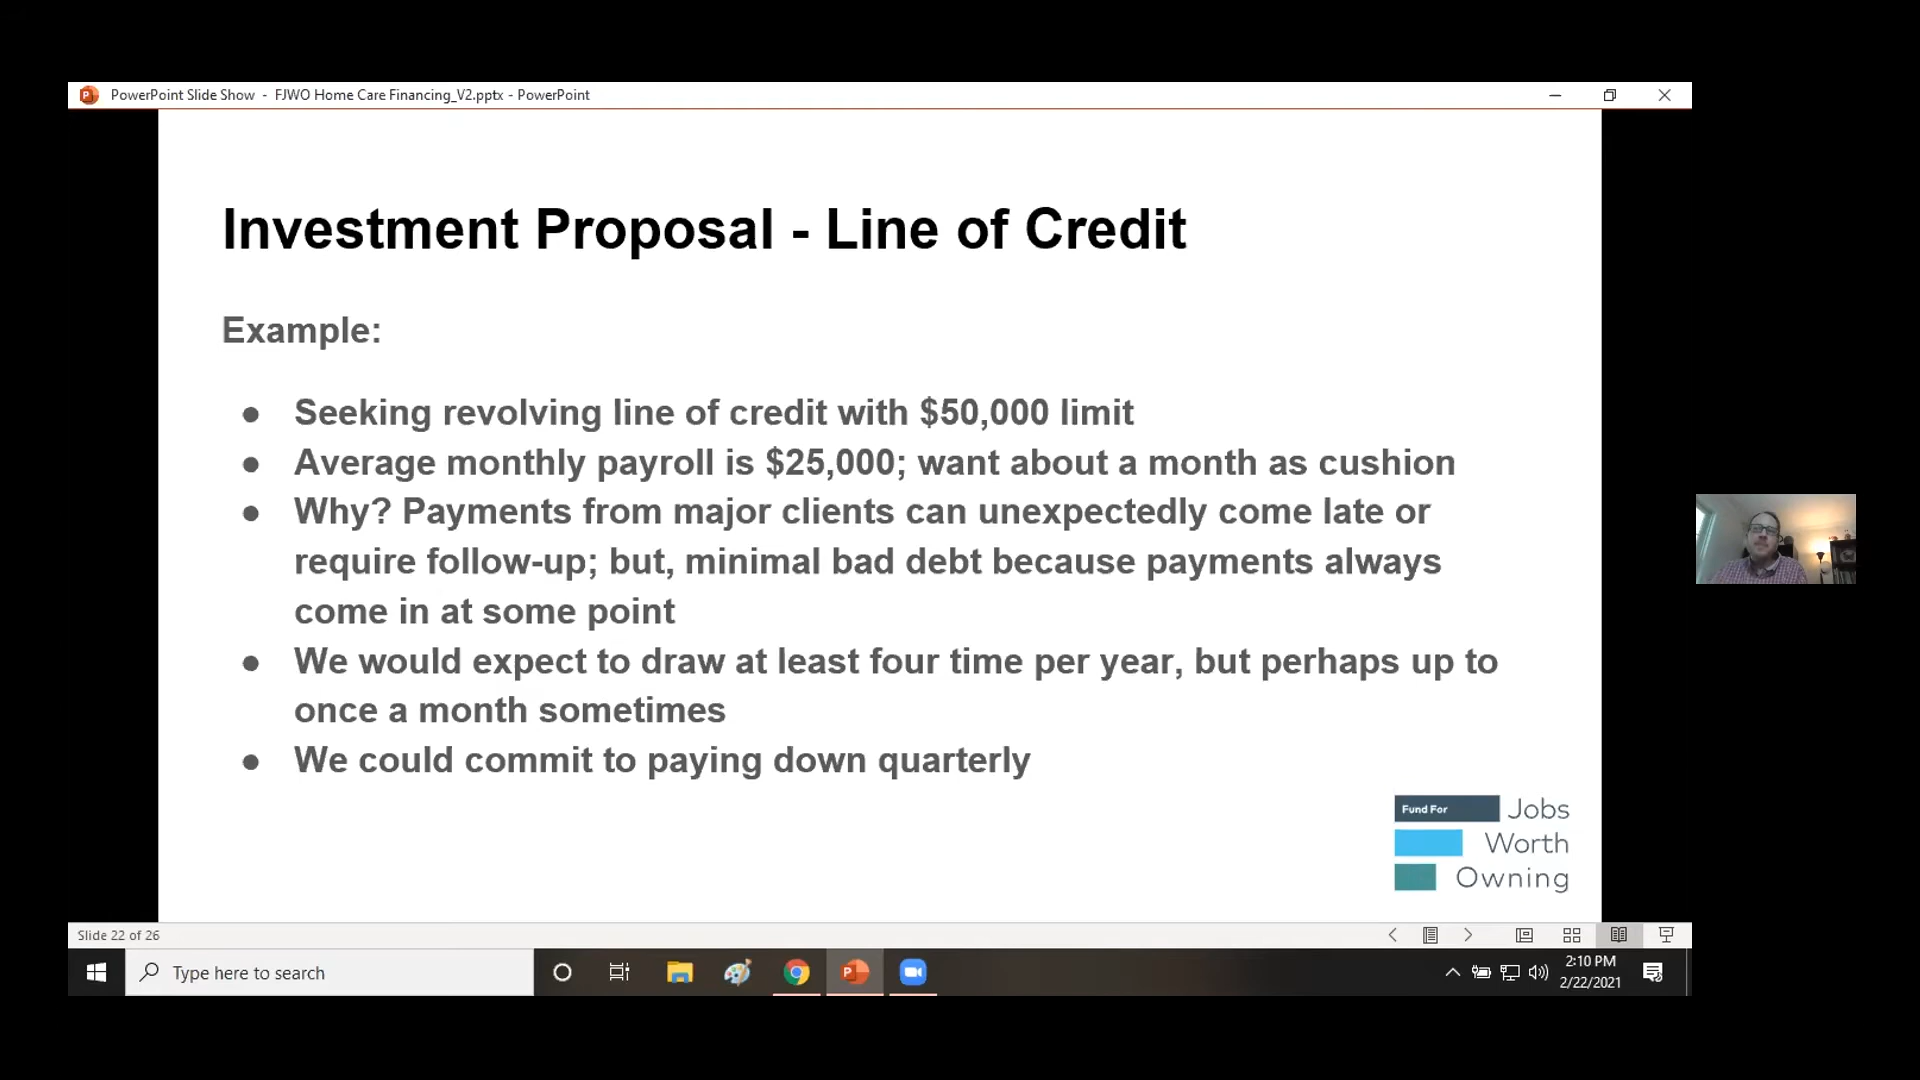 PowerPoint Slide Show - FJWO Home Care Financing_V2.pptx - PowerPoint
Investment Proposal - Line of Credit
Example:
● Seeking revolving line of credit with $50,000 limit
● Average monthly payroll is $25,000; want about a month as cushion
● Why? Payments from major clients can unexpectedly come late or
require follow-up; but, minimal bad debt because payments always
come in at some point
● We would expect to draw at least four time per year, but perhaps up to
once a month sometimes
● We could commit to paying down quarterly
Fund For Jobs
Worth
Owning
Slide 22 of 26
Type here to search
2:10 PM
2/22/2021